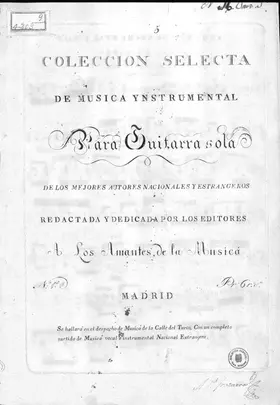 5
COLECCION SELECTA
DE MUSICA YNSTRUMENTAL
Para Guitarra sola
DE LOS MEJORES AUTORES NACIONALES Y ESTRANGEROS
REDACTADA Y DEDICADA POR LOS EDITORES
A Los Amantes de la Musica
MADRID
Se hallará en el despacho de Musica de la Calle del Turco, Con un completo
surtido de Musica vocal Ynstrumental Nacional Estrangera.